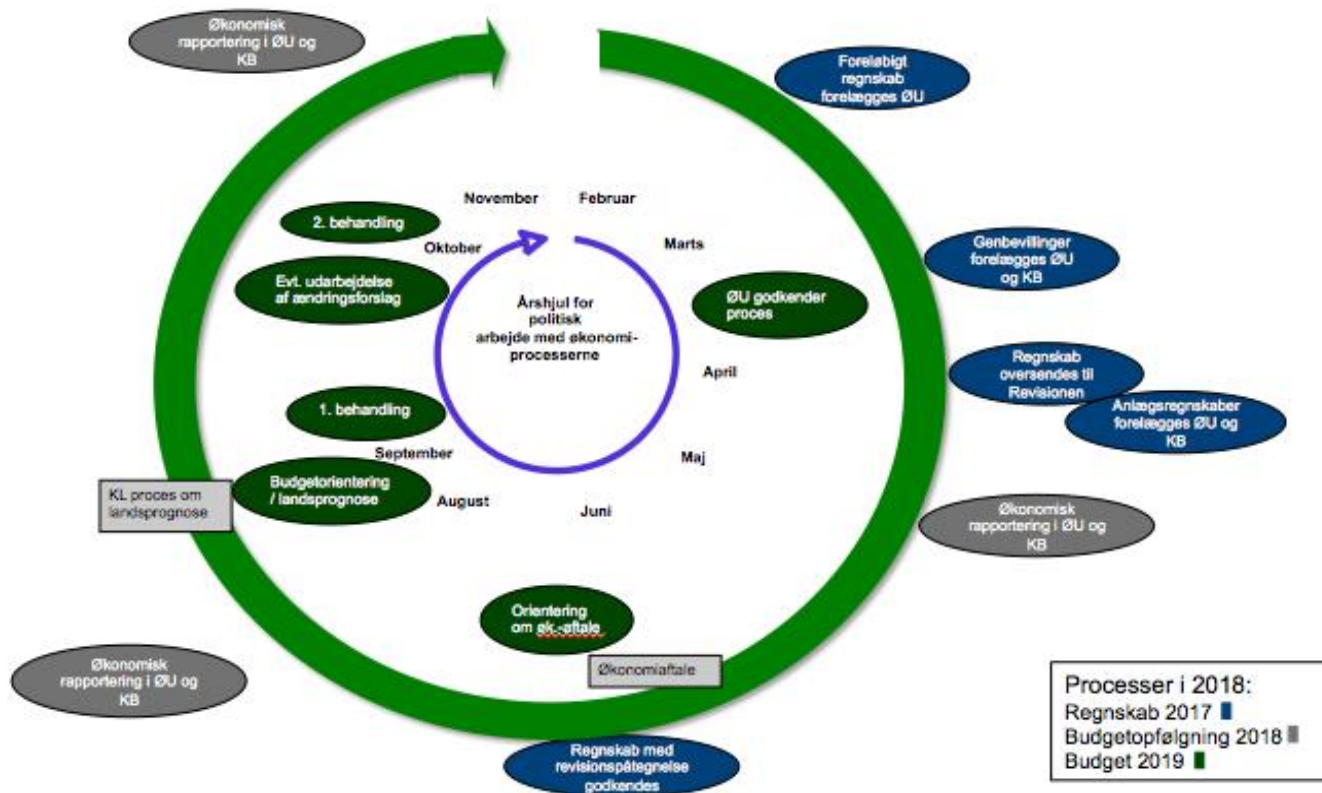 Økonomisk
rapportering i ØU og
KB
Foreløbigt
regnskab
forelægges ØU
November
Februar
2. behandling
Oktober
Marts
Genbevillinger
forelægges ØU
og KB
Evt. udarbejdelse
af ændringsforslag
Årshjul for
politisk
arbejde med økonomi-
processerne
ØU godkender
proces
April
Regnskab
oversendes til
Revisionen
Anlægsregnskaber
forelægges ØU og
KB
1. behandling
September
Maj
Budgetorientering
/ landsprognose
August
Juni
KL proces om
landsprognose
Økonomisk
rapportering i ØU og
KB
Orientering
om øk.-aftale
Økonomiaftale
Økonomisk
rapportering i ØU og
KB
Regnskab med
revisionspåtegnelse
godkendes
Processer i 2018:
Regnskab 2017
Budgetopfølgning 2018
Budget 2019